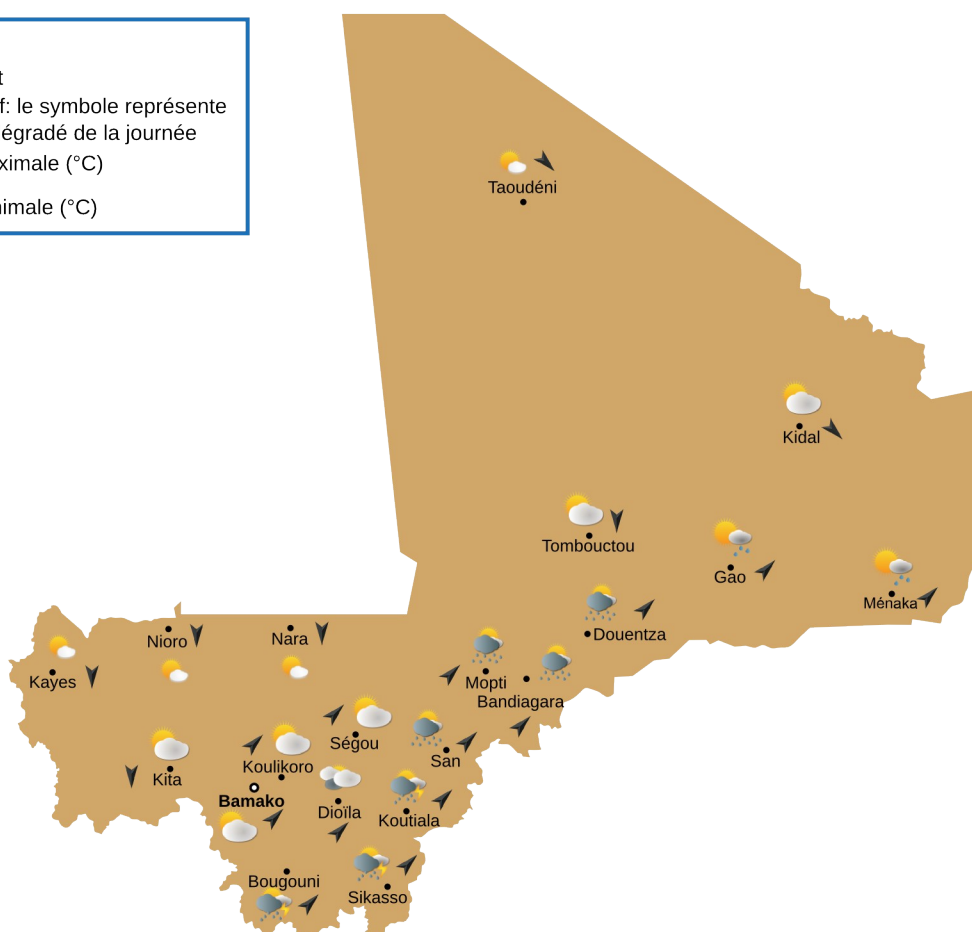 f: le symbole représente
égradé de la journée
ximale (°C)
nimale (°C)
Taoudéni
Kidal
Tombouctou
Gao
Ménaka
Douentza
Nioro
Nara
Kayes
Mopti
Bandiagara
Ségou
San
Koulikoro
Kita
Bamako
Dioïla
Koutiala
Bougouni
Sikasso